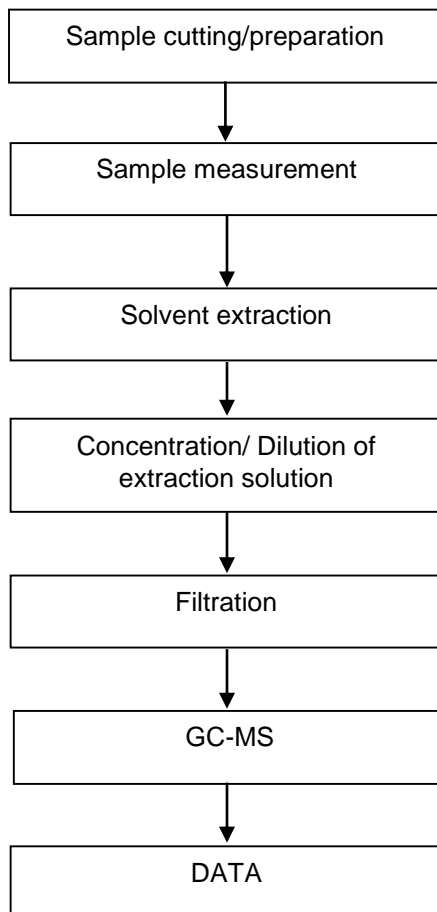 Sample cutting/preparation
Sample measurement
Solvent extraction
Concentration/ Dilution of
extraction solution
Filtration
GC-MS
DATA